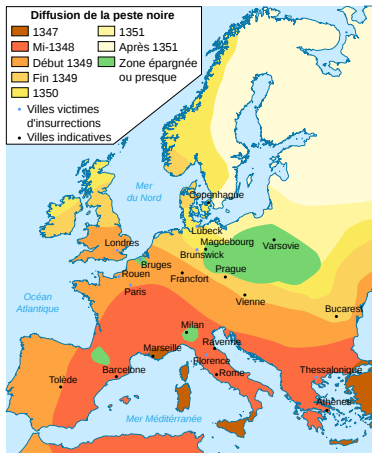 Diffusion de la peste noire
1347
Mi-1348
Début 1349
Fin 1349
1350
1351
Après 1351
Zone épargnée
ou presque
Villes victimes
d'insurrections
Villes indicatives
Mer
du Nord
Copenhague
Lübeck
Magdebourg
Varsovie
Brunswick
Londres
Bruges
Rouen
Francfort
Prague
Paris
Vienne
Océan
Atlantique
Bucarest
Milan
Ravenne
Marseille
Florence
Barcelone
Rome
Thessalonique
Tolède
Athènes
Mer Méditérranée